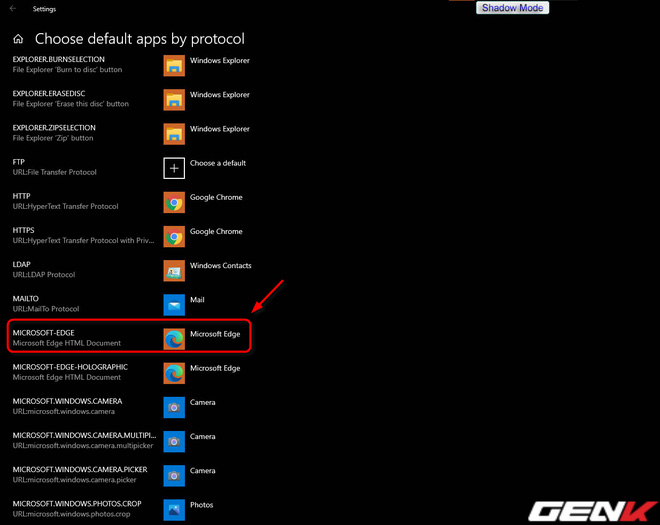 Settings
Shadow Mode
Choose default apps by protocol
EXPLORER.BURNSELECTION
File Explorer 'Burn to disc' button
Windows Explorer
EXPLORER.ERASEDISC
File Explorer 'Erase this disc' button
Windows Explorer
EXPLORER.ZIPSELECTION
File Explorer 'Zip' button
Windows Explorer
FTP
URL:File Transfer Protocol
Choose a default
HTTP
URL:HyperText Transfer Protocol
Google Chrome
HTTPS
URL:HyperText Transfer Protocol with Priv...
Google Chrome
LDAP
URL:LDAP Protocol
Windows Contacts
MAILTO
URL:MailTo Protocol
Mail
MICROSOFT-EDGE
Microsoft Edge HTML Document
Microsoft Edge
MICROSOFT-EDGE-HOLOGRAPHIC
Microsoft Edge HTML Document
Microsoft Edge
MICROSOFT.WINDOWS.CAMERA
URL:microsoft.windows.camera
Camera
MICROSOFT.WINDOWS.CAMERA.MULTIPI...
URL:microsoft.windows.camera.multipicker
Camera
MICROSOFT.WINDOWS.CAMERA.PICKER
URL:microsoft.windows.camera.picker
Camera
MICROSOFT.WINDOWS.PHOTOS.CROP
URL:microsoft.windows.photos.crop
Photos
GENK